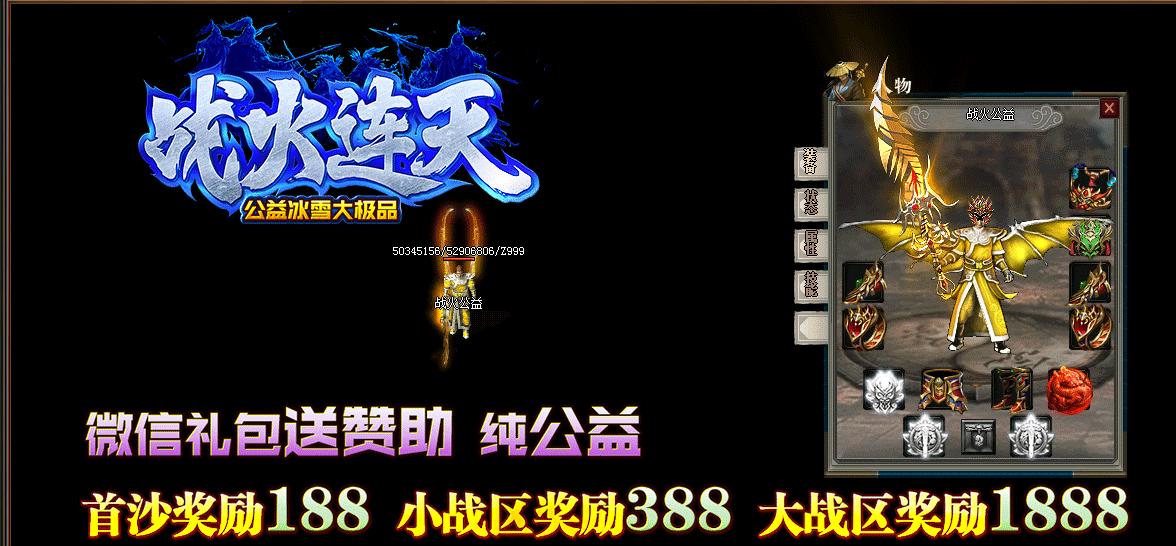 战火连天
公益冰雪大极品
50345156/52906806/Z999
战火公益
人物
战火公益
装备
状态
属性
技能
微信礼包送赞助 纯公益
首沙奖励188 小战区奖励388 大战区奖励1888